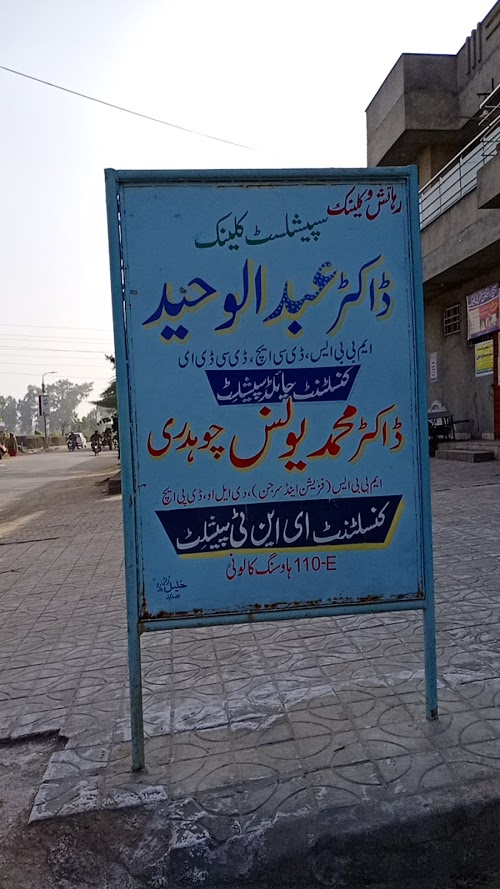 رہائش و کلینک
سپیشلسٹ کلینک
ڈاکٹر عبدالوحید
ایم بی بی ایس، ڈی سی ایچ، ڈی سی ڈی ای
کنسلٹنٹ چائلڈ سپیشلسٹ
ڈاکٹر محمد یونس چوہدری
ایم بی بی ایس (فزیشن اینڈ سرجن)، ڈی ایل او، ڈی پی ایچ
کنسلٹنٹ ای این ٹی سپیشلسٹ
110-E ہاؤسنگ کالونی
خلیل